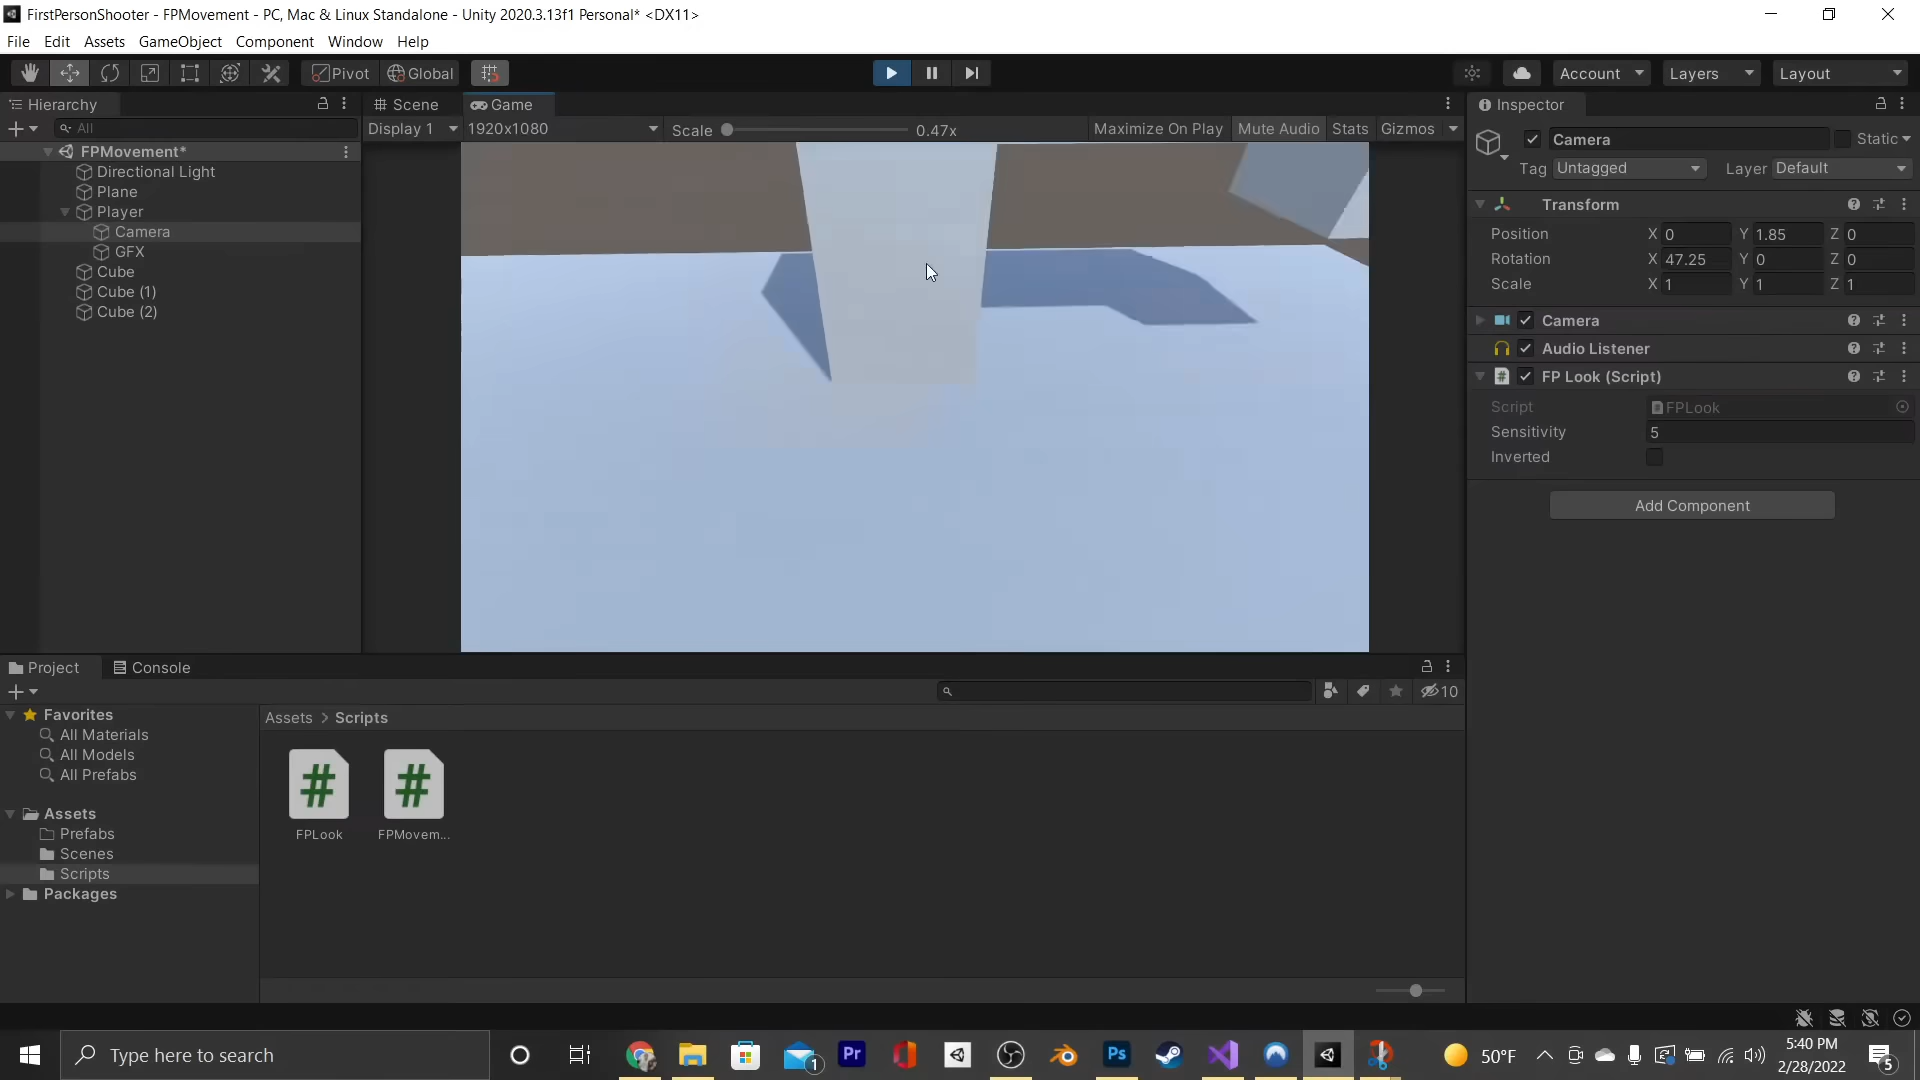 FirstPersonShooter - FPMovement - PC, Mac & Linux Standalone - Unity 2020.3.13f1 Personal* <DX11>
File Edit Assets GameObject Component Window Help
Pivot Global Account Layers Layout
Hierarchy
All
FPMovement*
Directional Light
Plane
Player
Camera
GFX
Cube
Cube (1)
Cube (2)
Scene Game
Display 1 1920x1080 Scale 0.47x Maximize On Play Mute Audio Stats Gizmos
Inspector
Camera Static
Tag Untagged Layer Default
Transform
Position X 0 Y 1.85 Z 0
Rotation X 47.25 Y 0 Z 0
Scale X 1 Y 1 Z 1
Camera
Audio Listener
FP Look (Script)
Script FPLook
Sensitivity 5
Inverted
Add Component
Project Console
10
Favorites
All Materials
All Models
All Prefabs
Assets
Prefabs
Scenes
Scripts
Packages
Assets > Scripts
FPLook FPMovem...
Type here to search
1
Pr
Ps
50°F
5:40 PM
2/28/2022
5